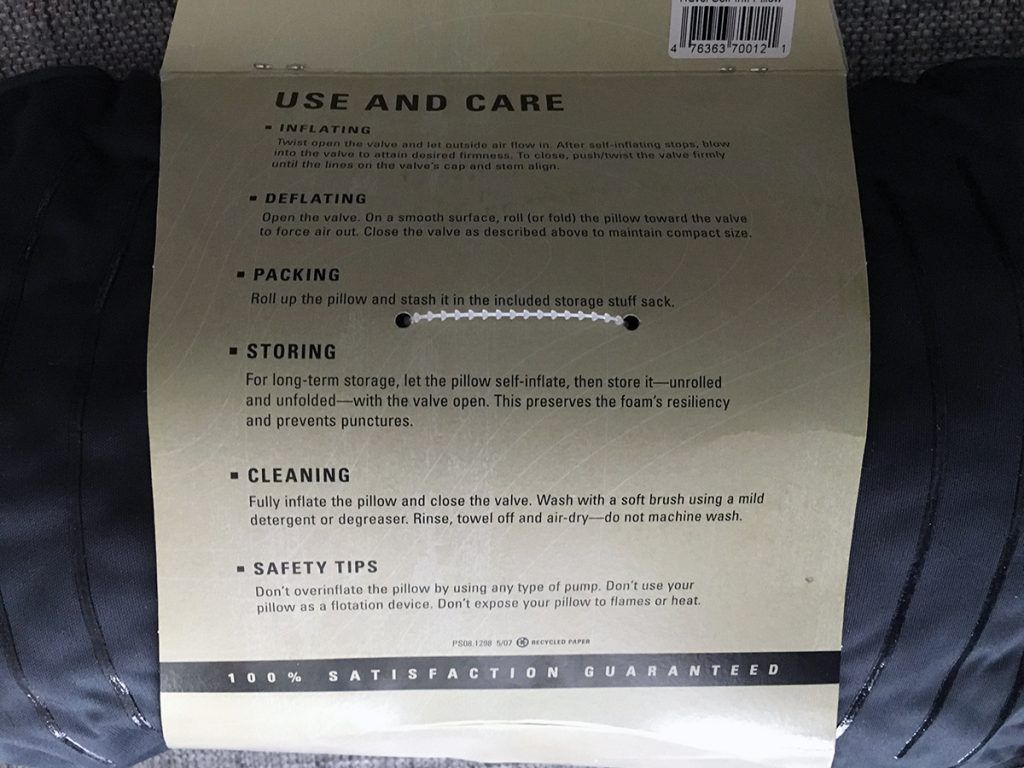 4 76363 70012 1
USE AND CARE
▪ INFLATING
Twist open the valve and let outside air flow in. After self-inflating stops, blow
into the valve to attain desired firmness. To close, push/twist the valve firmly
until the lines on the valve's cap and stem align.
▪ DEFLATING
Open the valve. On a smooth surface, roll (or fold) the pillow toward the valve
to force air out. Close the valve as described above to maintain compact size.
▪ PACKING
Roll up the pillow and stash it in the included storage stuff sack.
▪ STORING
For long-term storage, let the pillow self-inflate, then store it—unrolled
and unfolded—with the valve open. This preserves the foam's resiliency
and prevents punctures.
▪ CLEANING
Fully inflate the pillow and close the valve. Wash with a soft brush using a mild
detergent or degreaser. Rinse, towel off and air-dry—do not machine wash.
▪ SAFETY TIPS
Don't overinflate the pillow by using any type of pump. Don't use your
pillow as a flotation device. Don't expose your pillow to flames or heat.
PS08.1298 5/07 RECYCLED PAPER
100% SATISFACTION GUARANTEED